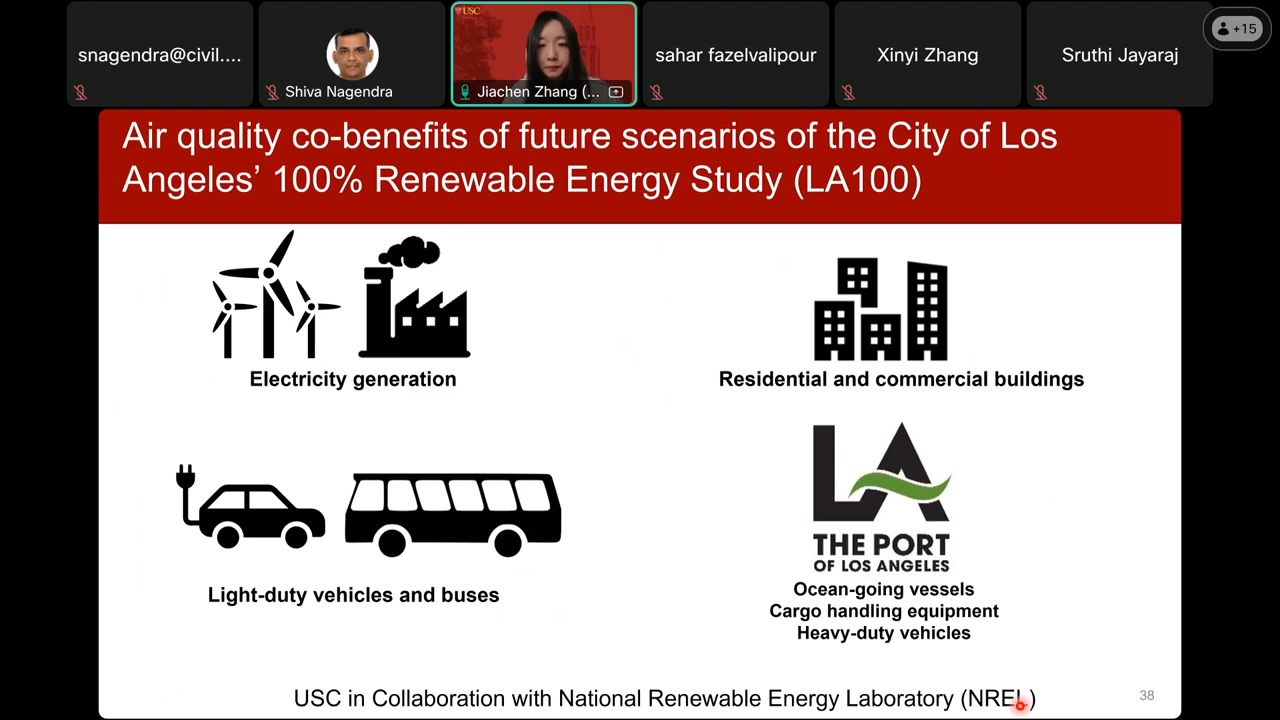 snagendra@civil....
Shiva Nagendra
USC
Jiachen Zhang (...
sahar fazelvalipour
Xinyi Zhang
Sruthi Jayaraj
+15
Air quality co-benefits of future scenarios of the City of Los
Angeles’ 100% Renewable Energy Study (LA100)
Electricity generation
Residential and commercial buildings
Light-duty vehicles and buses
LA
THE PORT
OF LOS ANGELES
Ocean-going vessels
Cargo handling equipment
Heavy-duty vehicles
USC in Collaboration with National Renewable Energy Laboratory (NREL)
38